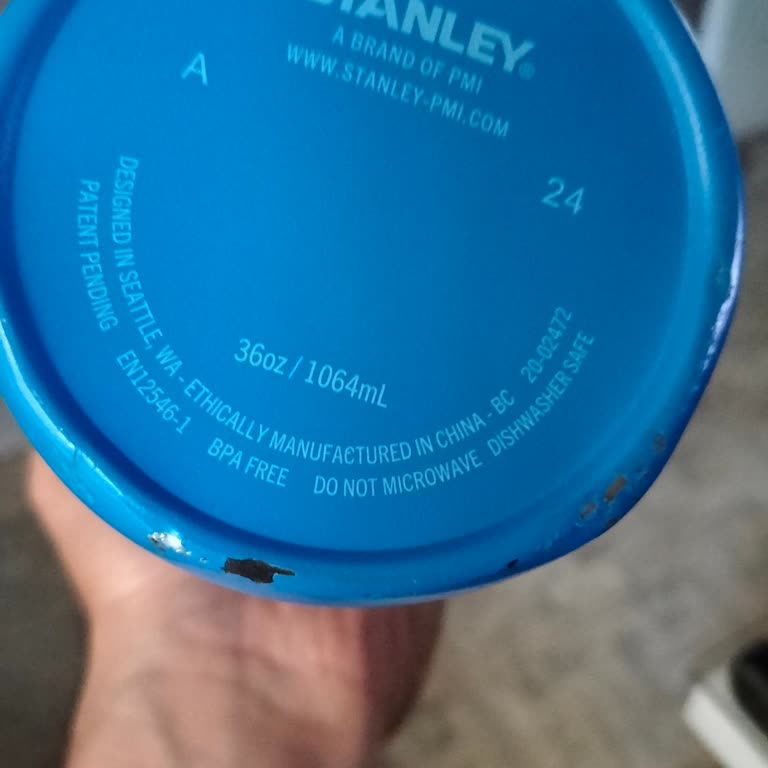 STANLEY®
A BRAND OF PMI
WWW.STANLEY-PMI.COM
A
24
36oz / 1064mL
DESIGNED IN SEATTLE, WA - ETHICALLY MANUFACTURED IN CHINA - BC 20-02472
PATENT PENDING EN12546-1 BPA FREE DO NOT MICROWAVE DISHWASHER SAFE